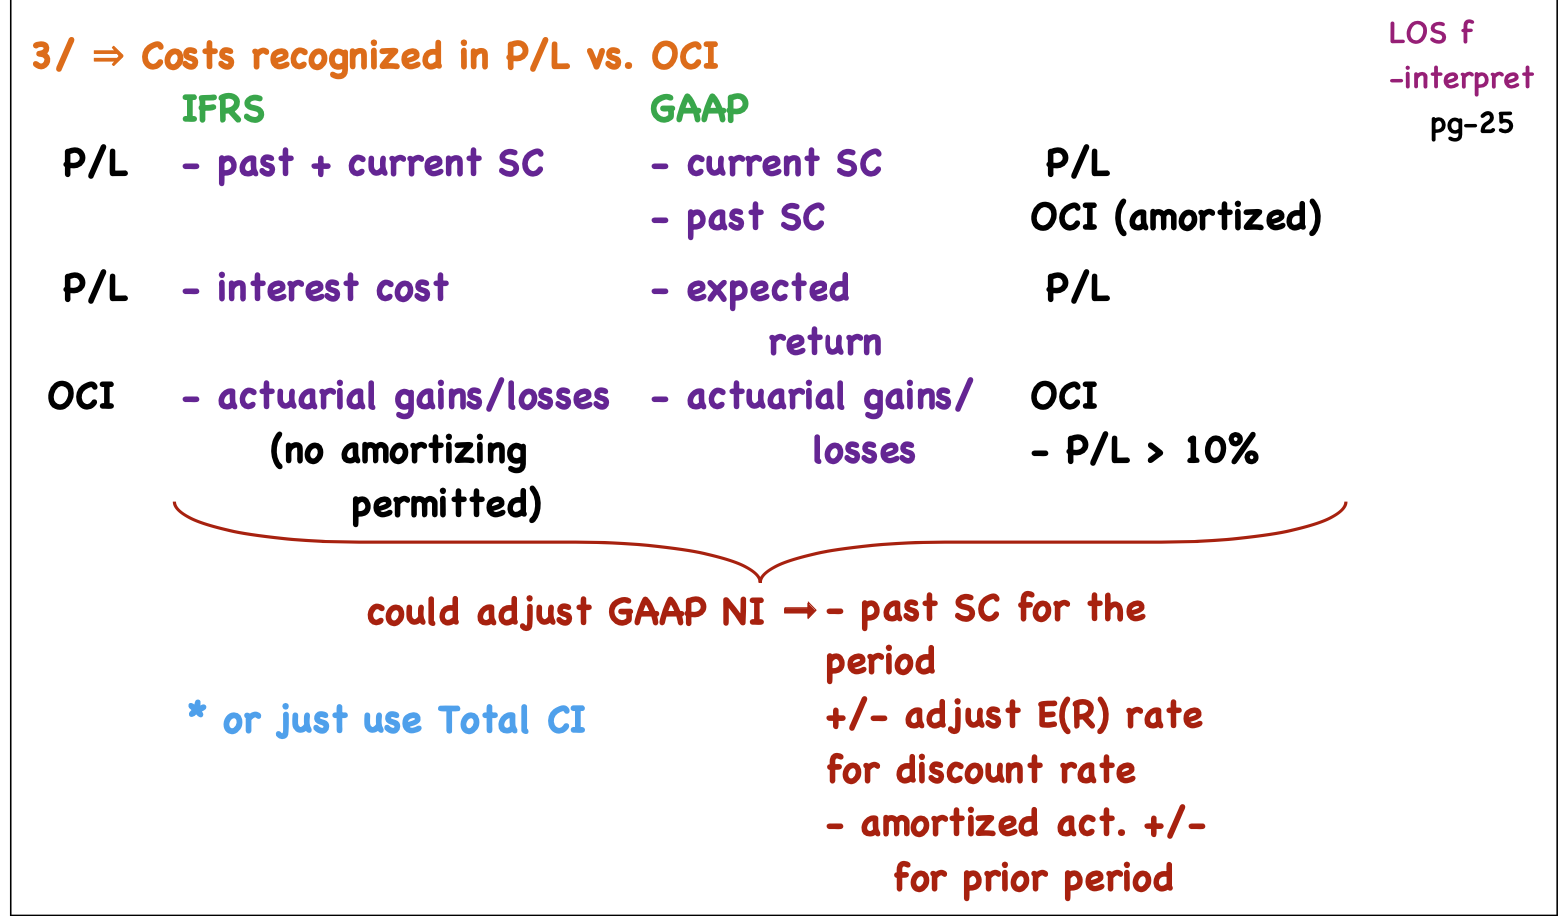 3/ ⇒ Costs recognized in P/L vs. OCI
LOS f
-interpret
pg-25
IFRS GAAP
P/L - past + current SC - current SC P/L
- past SC OCI (amortized)
P/L - interest cost - expected P/L
return
OCI - actuarial gains/losses - actuarial gains/ OCI
(no amortizing losses - P/L > 10%
permitted)
could adjust GAAP NI → - past SC for the
period
* or just use Total CI +/- adjust E(R) rate
for discount rate
- amortized act. +/-
for prior period